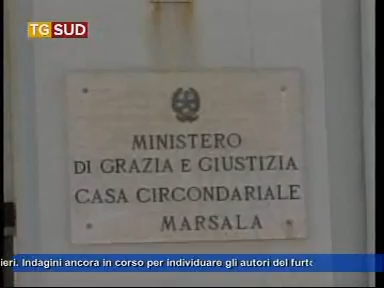 TG SUD
MINISTERO
DI GRAZIA E GIUSTIZIA
CASA CIRCONDARIALE
MARSALA
ieri. Indagini ancora in corso per individuare gli autori del furto